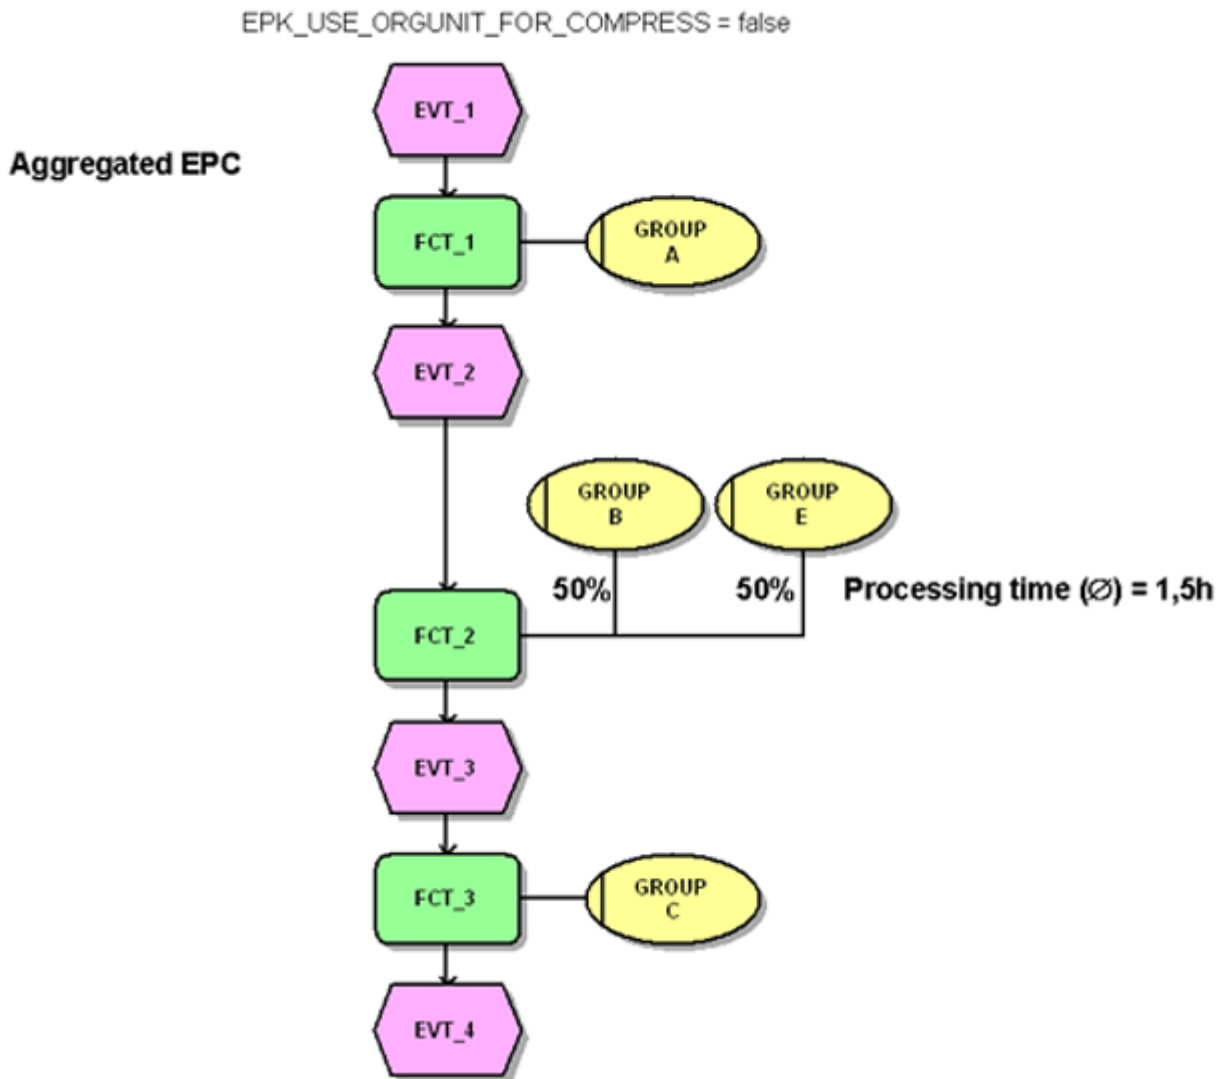 EPK_USE_ORGUNIT_FOR_COMPRESS = false
EVT_1
Aggregated EPC
FCT_1
GROUP
A
EVT_2
GROUP
B
GROUP
E
50%
50%
Processing time (∅) = 1,5h
FCT_2
EVT_3
FCT_3
GROUP
C
EVT_4